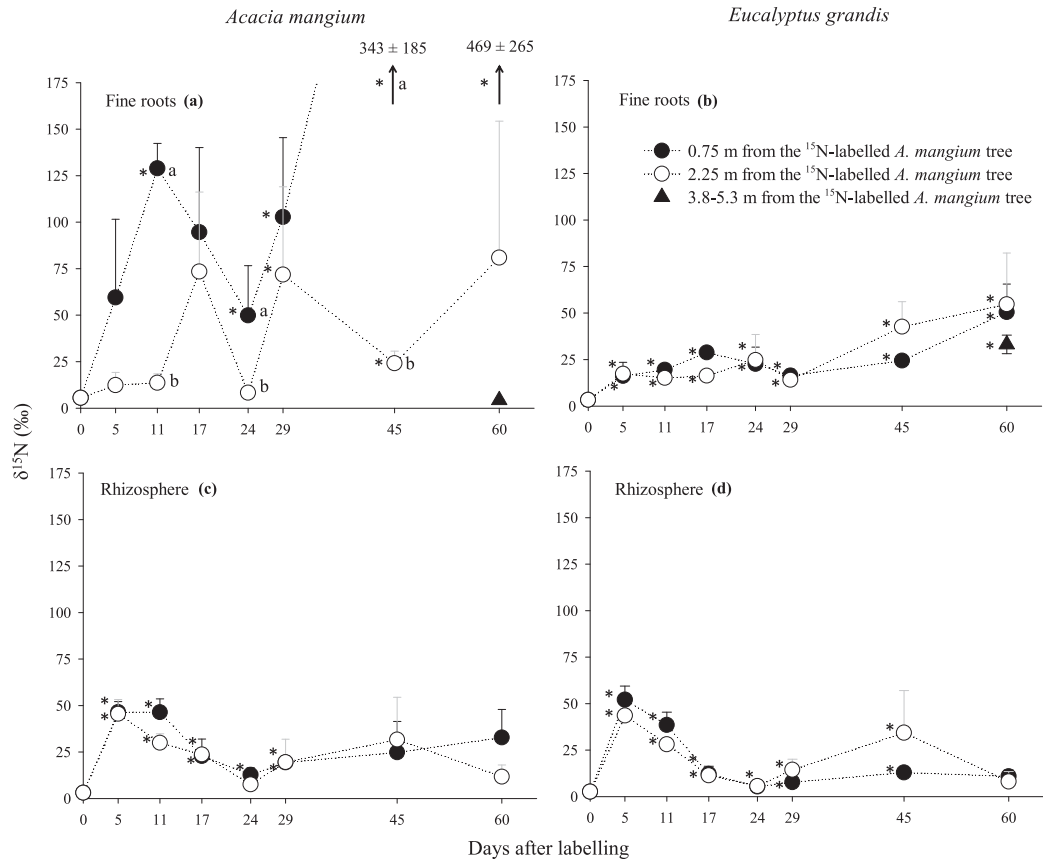 Acacia mangium
Eucalyptus grandis
343 ± 185
469 ± 265
* a
*
175
150
125
100
75
50
25
0
Fine roots (a)
* a
b
* a
b
*
*
* b
0 5 11 17 24 29 45 60
175
150
125
100
75
50
25
0
Fine roots (b)
0.75 m from the ¹⁵N-labelled A. mangium tree
2.25 m from the ¹⁵N-labelled A. mangium tree
3.8-5.3 m from the ¹⁵N-labelled A. mangium tree
* * * * * * * *
* * * * * * *
0 5 11 17 24 29 45 60
δ¹⁵N (‰)
175
150
125
100
75
50
25
0
Rhizosphere (c)
* * * * *
* * * *
0 5 11 17 24 29 45 60
175
150
125
100
75
50
25
0
Rhizosphere (d)
* * * * * *
* * * * *
0 5 11 17 24 29 45 60
Days after labelling